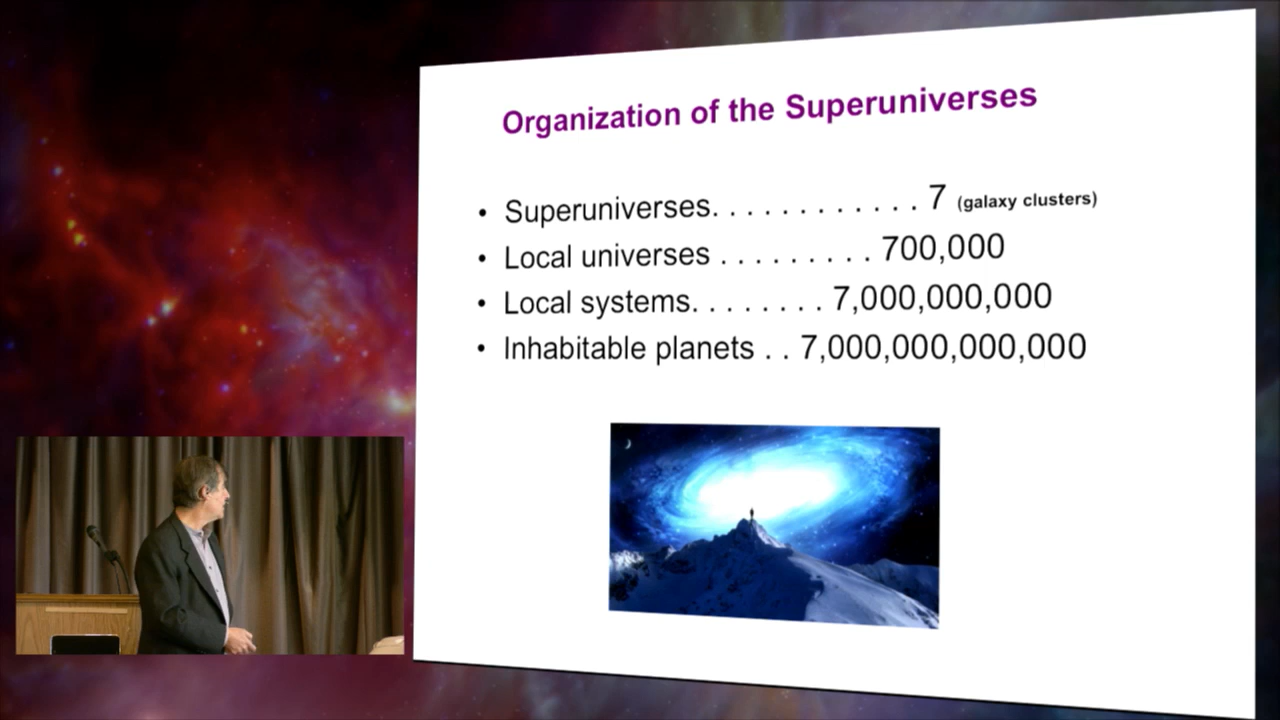 Organization of the Superuniverses
• Superuniverses. . . . . . . . . . . . 7 (galaxy clusters)
• Local universes . . . . . . . . . 700,000
• Local systems. . . . . . . . 7,000,000,000
• Inhabitable planets . . 7,000,000,000,000